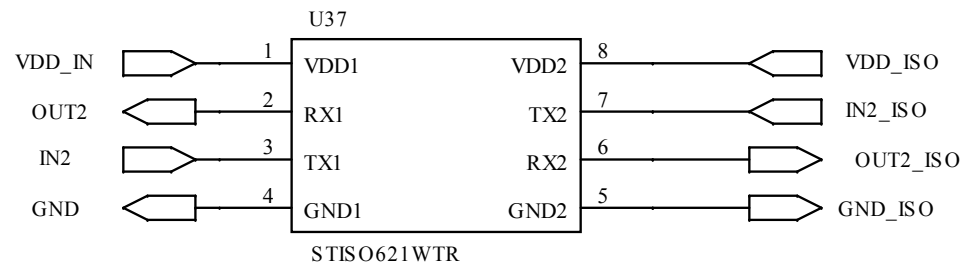 U37
VDD_IN 1 VDD1 VDD2 8 VDD_ISO
OUT2 2 RX1 TX2 7 IN2_ISO
IN2 3 TX1 RX2 6 OUT2_ISO
GND 4 GND1 GND2 5 GND_ISO
STISO621WTR